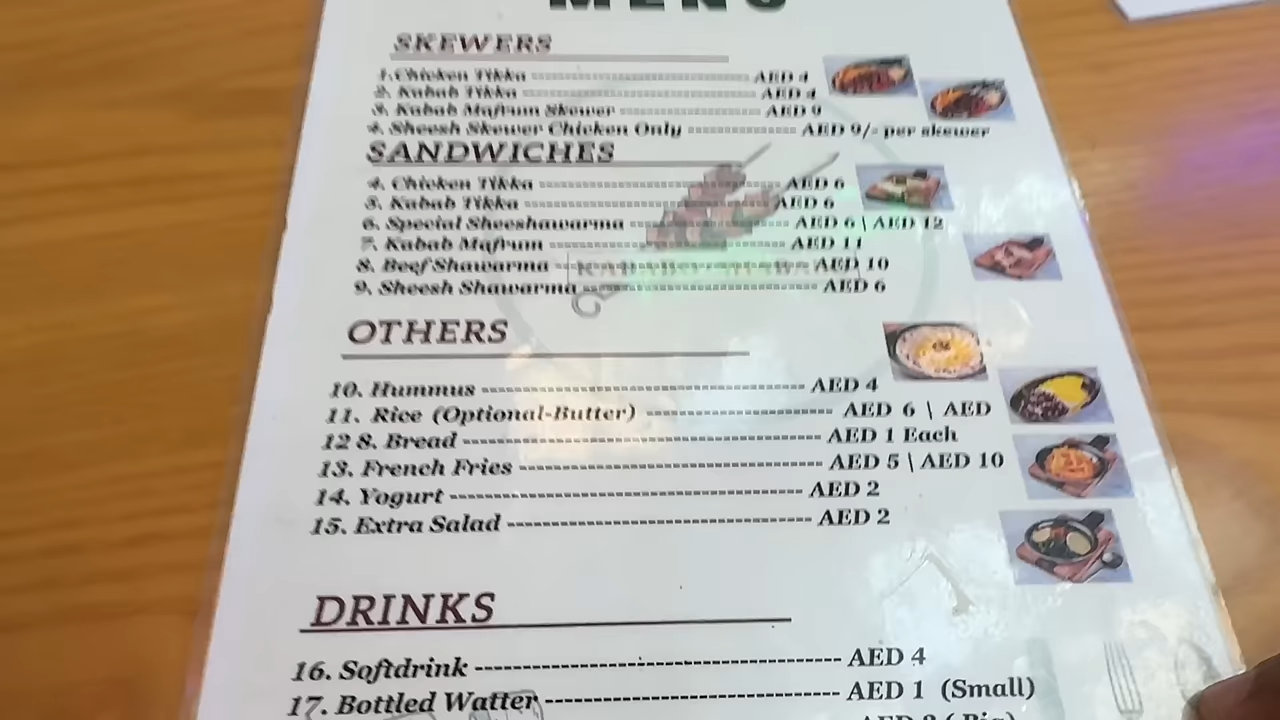 MENU
SKEWERS
1.Chicken Tikka ---------------- AED 4
2. Kabab Tikka ---------------- AED 4
3. Kabab Mafrum Skewer ---------------- AED 9
4. Sheesh Skewer Chicken Only ---------------- AED 9/- per skewer
SANDWICHES
4. Chicken Tikka ---------------- AED 6
5. Kabab Tikka ---------------- AED 6
6. Special Sheeshawarma ---------------- AED 6 \ AED 12
7. Kabab Mafrum ---------------- AED 11
8. Beef Shawarma ---------------- AED 10
9. Sheesh Shawarma ---------------- AED 6
OTHERS
10. Hummus ---------------- AED 4
11. Rice (Optional-Butter) ---------------- AED 6 \ AED
12 8. Bread ---------------- AED 1 Each
13. French Fries ---------------- AED 5 \ AED 10
14. Yogurt ---------------- AED 2
15. Extra Salad ---------------- AED 2
DRINKS
16. Softdrink ---------------- AED 4
17. Bottled Watter ---------------- AED 1 (Small)